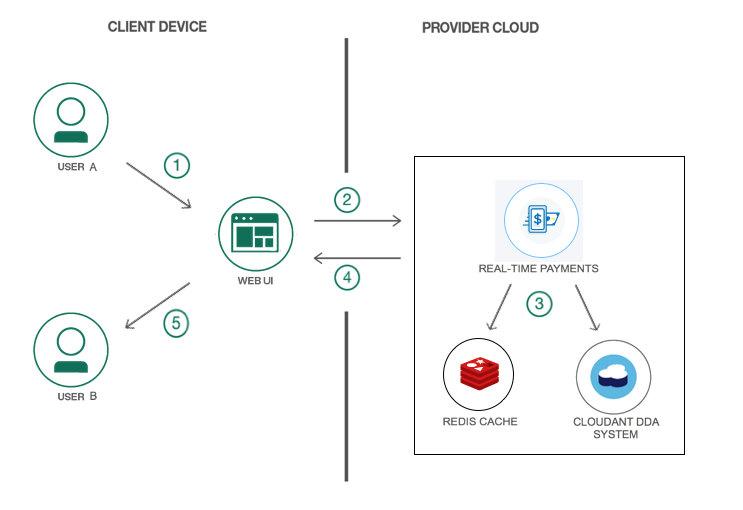 CLIENT DEVICE
PROVIDER CLOUD
USER A
1
2
WEB UI
4
5
USER B
$
REAL-TIME PAYMENTS
3
REDIS CACHE
CLOUDANT DDA
SYSTEM